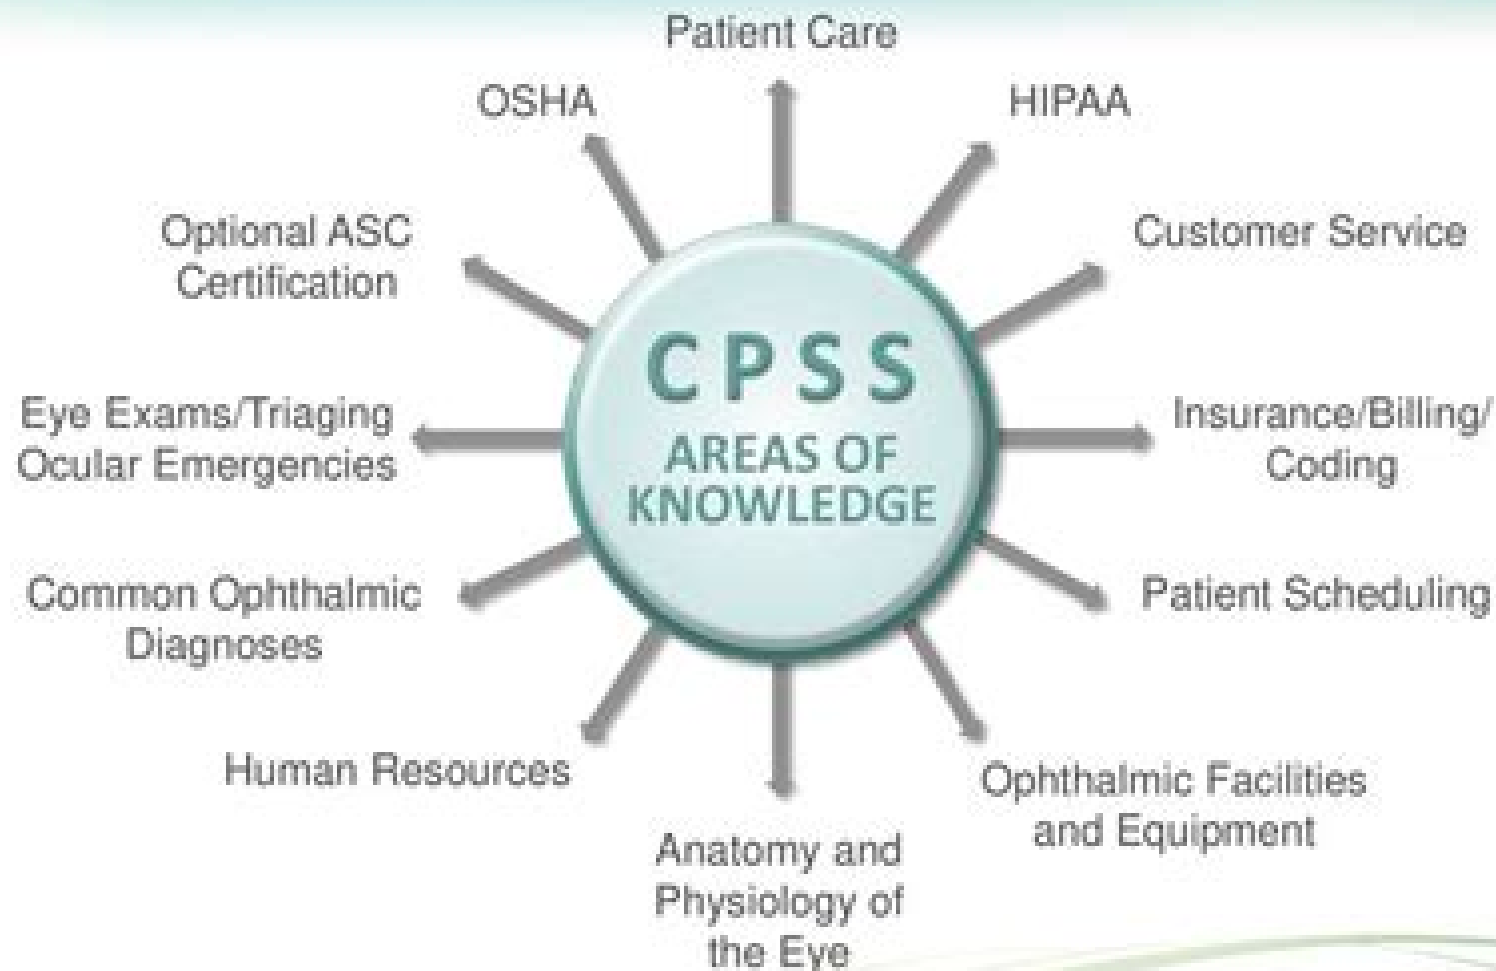 Patient Care
OSHA
HIPAA
Optional ASC
Certification
Customer Service
CPSS
AREAS OF
KNOWLEDGE
Eye Exams/Triaging
Ocular Emergencies
Insurance/Billing/
Coding
Common Ophthalmic
Diagnoses
Patient Scheduling
Human Resources
Ophthalmic Facilities
and Equipment
Anatomy and
Physiology of
the Eye